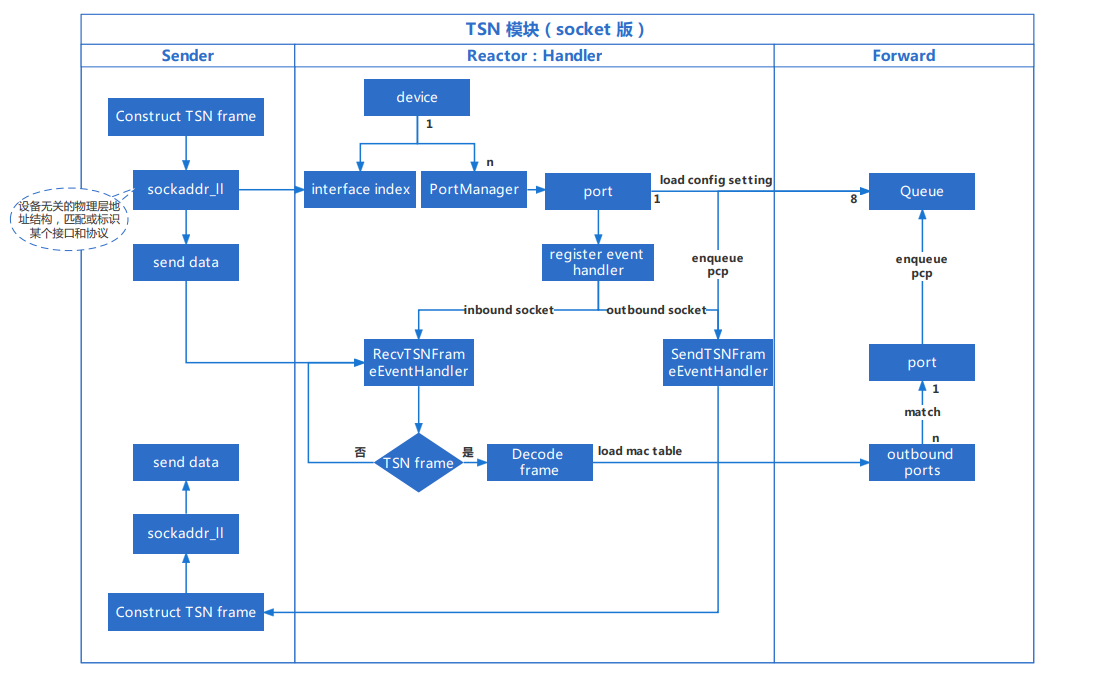 TSN 模块（socket 版）
Sender
Reactor：Handler
Forward
Construct TSN frame
sockaddr_ll
设备无关的物理层地
址结构，匹配或标识
某个接口和协议
send data
device
1
n
interface index
PortManager
port
load config setting
1
8
Queue
register event
handler
enqueue
pcp
enqueue
pcp
inbound socket
outbound socket
RecvTSNFram
eEventHandler
SendTSNFram
eEventHandler
port
1
match
n
否
TSN frame
是
Decode
frame
load mac table
outbound
ports
send data
sockaddr_ll
Construct TSN frame